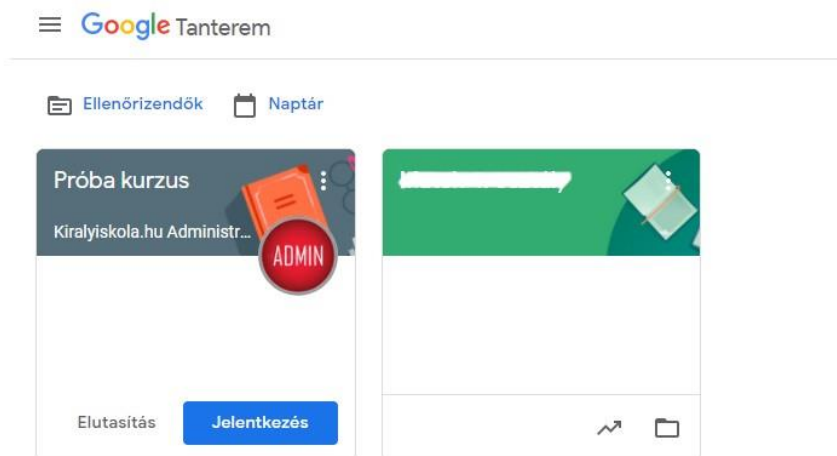 Google Tanterem
Ellenőrizendők Naptár
Próba kurzus
Kiralyiskola.hu Administr...
ADMIN
Elutasítás Jelentkezés